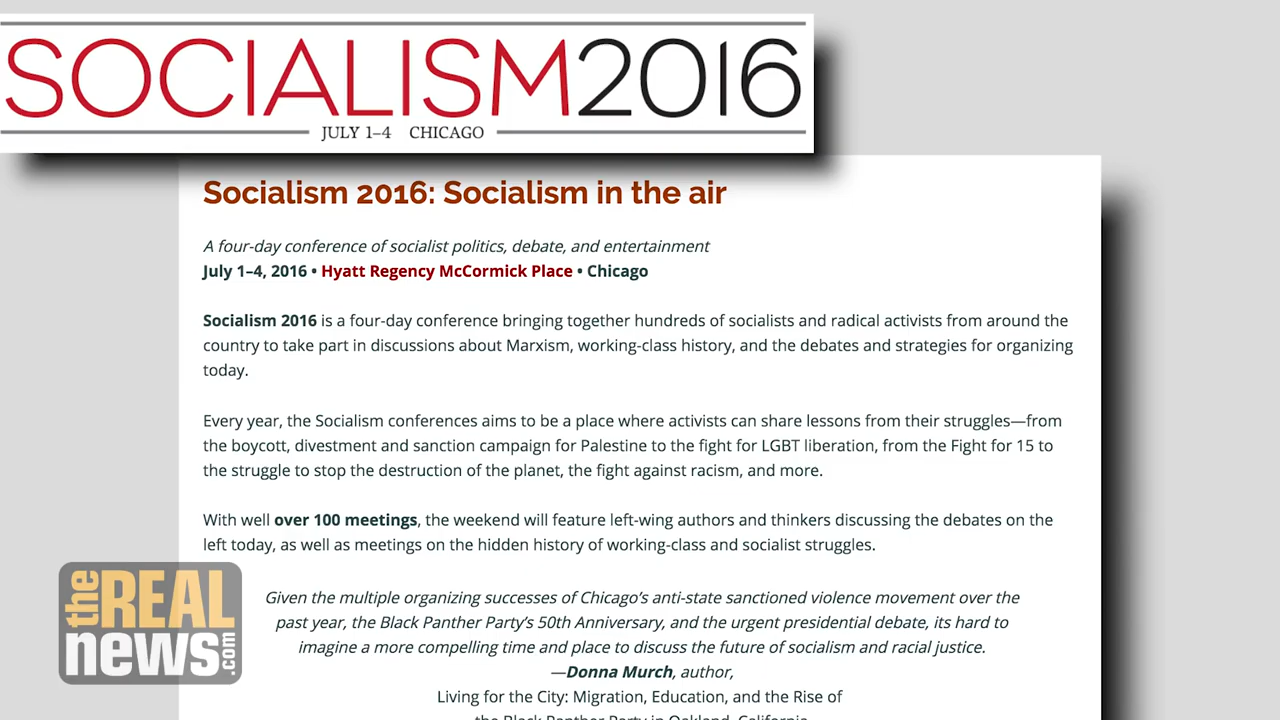 SOCIALISM2016
JULY 1–4 CHICAGO
Socialism 2016: Socialism in the air
A four-day conference of socialist politics, debate, and entertainment
July 1–4, 2016 • Hyatt Regency McCormick Place • Chicago
Socialism 2016 is a four-day conference bringing together hundreds of socialists and radical activists from around the
country to take part in discussions about Marxism, working-class history, and the debates and strategies for organizing
today.
Every year, the Socialism conferences aims to be a place where activists can share lessons from their struggles—from
the boycott, divestment and sanction campaign for Palestine to the fight for LGBT liberation, from the Fight for 15 to
the struggle to stop the destruction of the planet, the fight against racism, and more.
With well over 100 meetings, the weekend will feature left-wing authors and thinkers discussing the debates on the
left today, as well as meetings on the hidden history of working-class and socialist struggles.
Given the multiple organizing successes of Chicago's anti-state sanctioned violence movement over the
past year, the Black Panther Party's 50th Anniversary, and the urgent presidential debate, its hard to
imagine a more compelling time and place to discuss the future of socialism and racial justice.
—Donna Murch, author,
Living for the City: Migration, Education, and the Rise of
the Black Panther Party in Oakland, California
the REAL
news.com